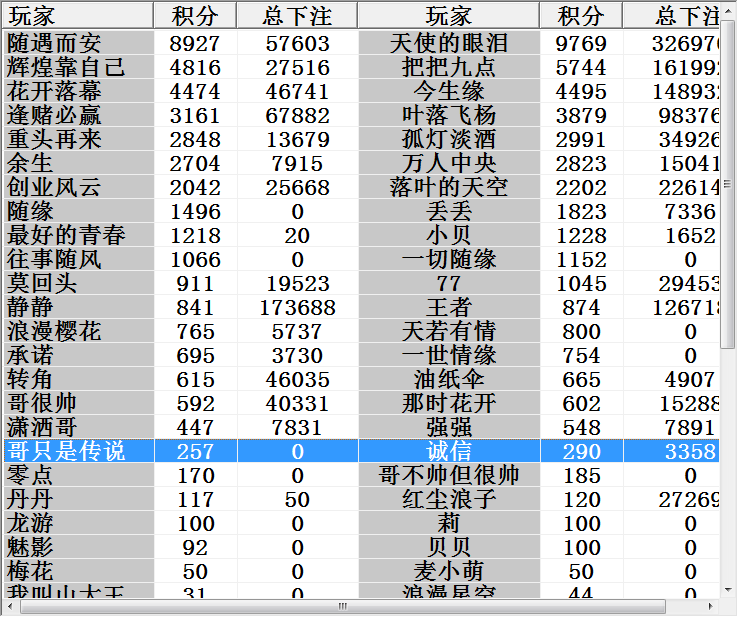 玩家 积分 总下注 玩家 积分 总下注
随遇而安 8927 57603 天使的眼泪 9769 32697
辉煌靠自己 4816 27516 把把九点 5744 16199
花开落幕 4474 46741 今生缘 4495 14893
逢赌必赢 3161 67882 叶落飞杨 3879 98376
重头再来 2848 13679 孤灯淡酒 2991 34926
余生 2704 7915 万人中央 2823 15041
创业风云 2042 25668 落叶的天空 2202 22614
随缘 1496 0 丢丢 1823 7336
最好的青春 1218 20 小贝 1228 1652
往事随风 1066 0 一切随缘 1152 0
莫回头 911 19523 77 1045 29453
静静 841 173688 王者 874 12671
浪漫樱花 765 5737 天若有情 800 0
承诺 695 3730 一世情缘 754 0
转角 615 46035 油纸伞 665 4907
哥很帅 592 40331 那时花开 602 15288
潇洒哥 447 7831 强强 548 7891
哥只是传说 257 0 诚信 290 3358
零点 170 0 哥不帅但很帅 185 0
丹丹 117 50 红尘浪子 120 27269
龙游 100 0 莉 100 0
魅影 92 0 贝贝 100 0
梅花 50 0 麦小萌 50 0
我叫山大王 31 0 浪漫星空 44 0